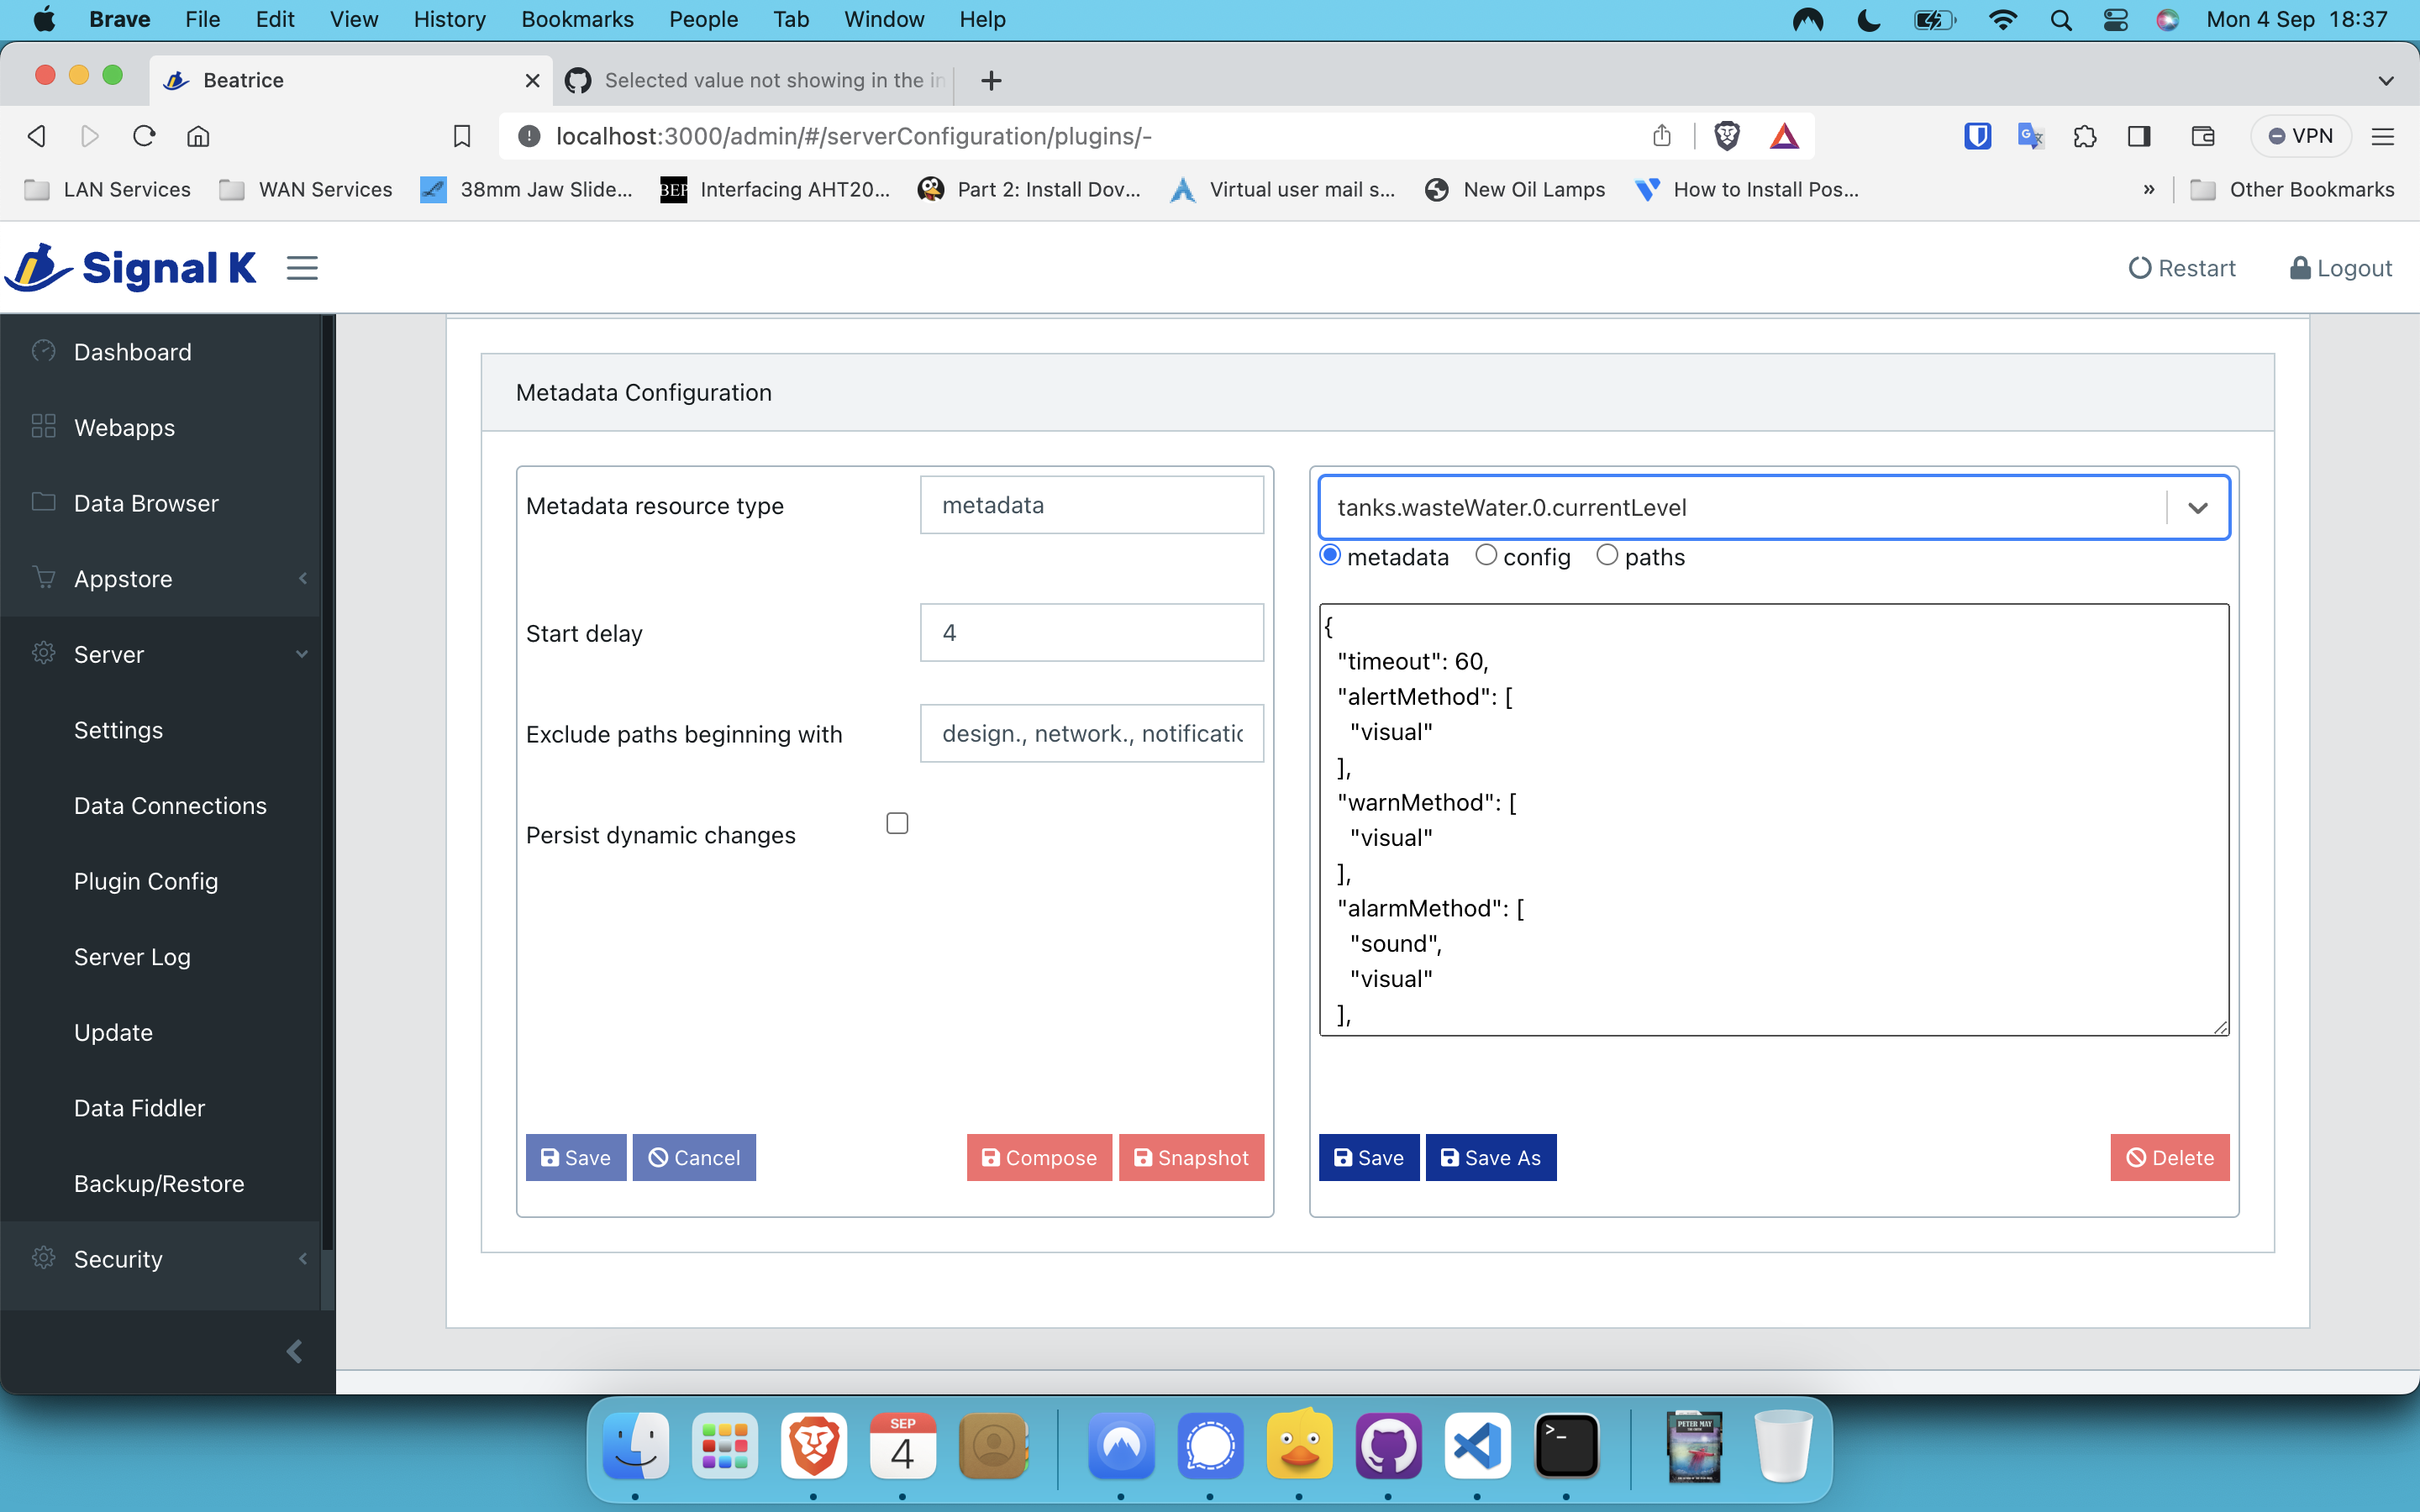 Brave File Edit View History Bookmarks People Tab Window Help Mon 4 Sep 18:37
Beatrice Selected value not showing in the in
localhost:3000/admin/#/serverConfiguration/plugins/- VPN
LAN Services WAN Services 38mm Jaw Slide... BEP Interfacing AHT20... Part 2: Install Dov... Virtual user mail s... New Oil Lamps How to Install Pos... » Other Bookmarks
Signal K Restart Logout
Dashboard
Webapps
Data Browser
Appstore
Server
Settings
Data Connections
Plugin Config
Server Log
Update
Data Fiddler
Backup/Restore
Security
Metadata Configuration
Metadata resource type metadata
Start delay 4
Exclude paths beginning with design., network., notificatic
Persist dynamic changes
Save Cancel Compose Snapshot
tanks.wasteWater.0.currentLevel
metadata config paths
{
"timeout": 60,
"alertMethod": [
"visual"
],
"warnMethod": [
"visual"
],
"alarmMethod": [
"sound",
"visual"
],
Save Save As Delete
SEP
4
>_
PETER MAY